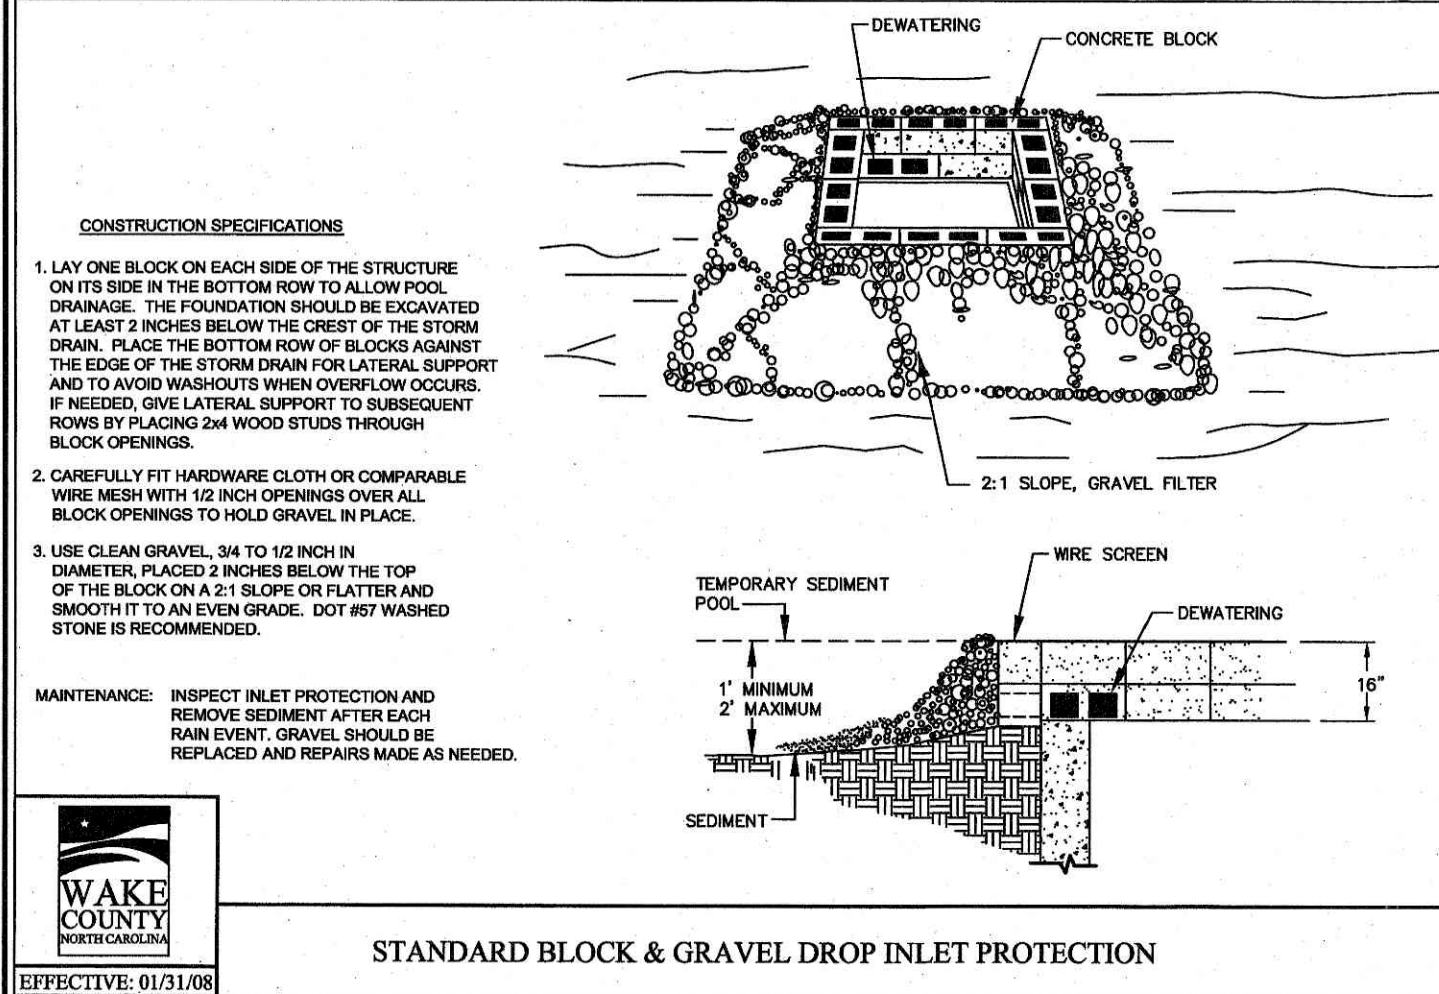 DEWATERING
CONCRETE BLOCK
2:1 SLOPE, GRAVEL FILTER
CONSTRUCTION SPECIFICATIONS
1. LAY ONE BLOCK ON EACH SIDE OF THE STRUCTURE
ON ITS SIDE IN THE BOTTOM ROW TO ALLOW POOL
DRAINAGE. THE FOUNDATION SHOULD BE EXCAVATED
AT LEAST 2 INCHES BELOW THE CREST OF THE STORM
DRAIN. PLACE THE BOTTOM ROW OF BLOCKS AGAINST
THE EDGE OF THE STORM DRAIN FOR LATERAL SUPPORT
AND TO AVOID WASHOUTS WHEN OVERFLOW OCCURS.
IF NEEDED, GIVE LATERAL SUPPORT TO SUBSEQUENT
ROWS BY PLACING 2x4 WOOD STUDS THROUGH
BLOCK OPENINGS.
2. CAREFULLY FIT HARDWARE CLOTH OR COMPARABLE
WIRE MESH WITH 1/2 INCH OPENINGS OVER ALL
BLOCK OPENINGS TO HOLD GRAVEL IN PLACE.
3. USE CLEAN GRAVEL, 3/4 TO 1/2 INCH IN
DIAMETER, PLACED 2 INCHES BELOW THE TOP
OF THE BLOCK ON A 2:1 SLOPE OR FLATTER AND
SMOOTH IT TO AN EVEN GRADE. DOT #57 WASHED
STONE IS RECOMMENDED.
MAINTENANCE: INSPECT INLET PROTECTION AND
REMOVE SEDIMENT AFTER EACH
RAIN EVENT. GRAVEL SHOULD BE
REPLACED AND REPAIRS MADE AS NEEDED.
WIRE SCREEN
TEMPORARY SEDIMENT
POOL
DEWATERING
1' MINIMUM
2' MAXIMUM
16"
SEDIMENT
WAKE
COUNTY
NORTH CAROLINA
EFFECTIVE: 01/31/08
STANDARD BLOCK & GRAVEL DROP INLET PROTECTION